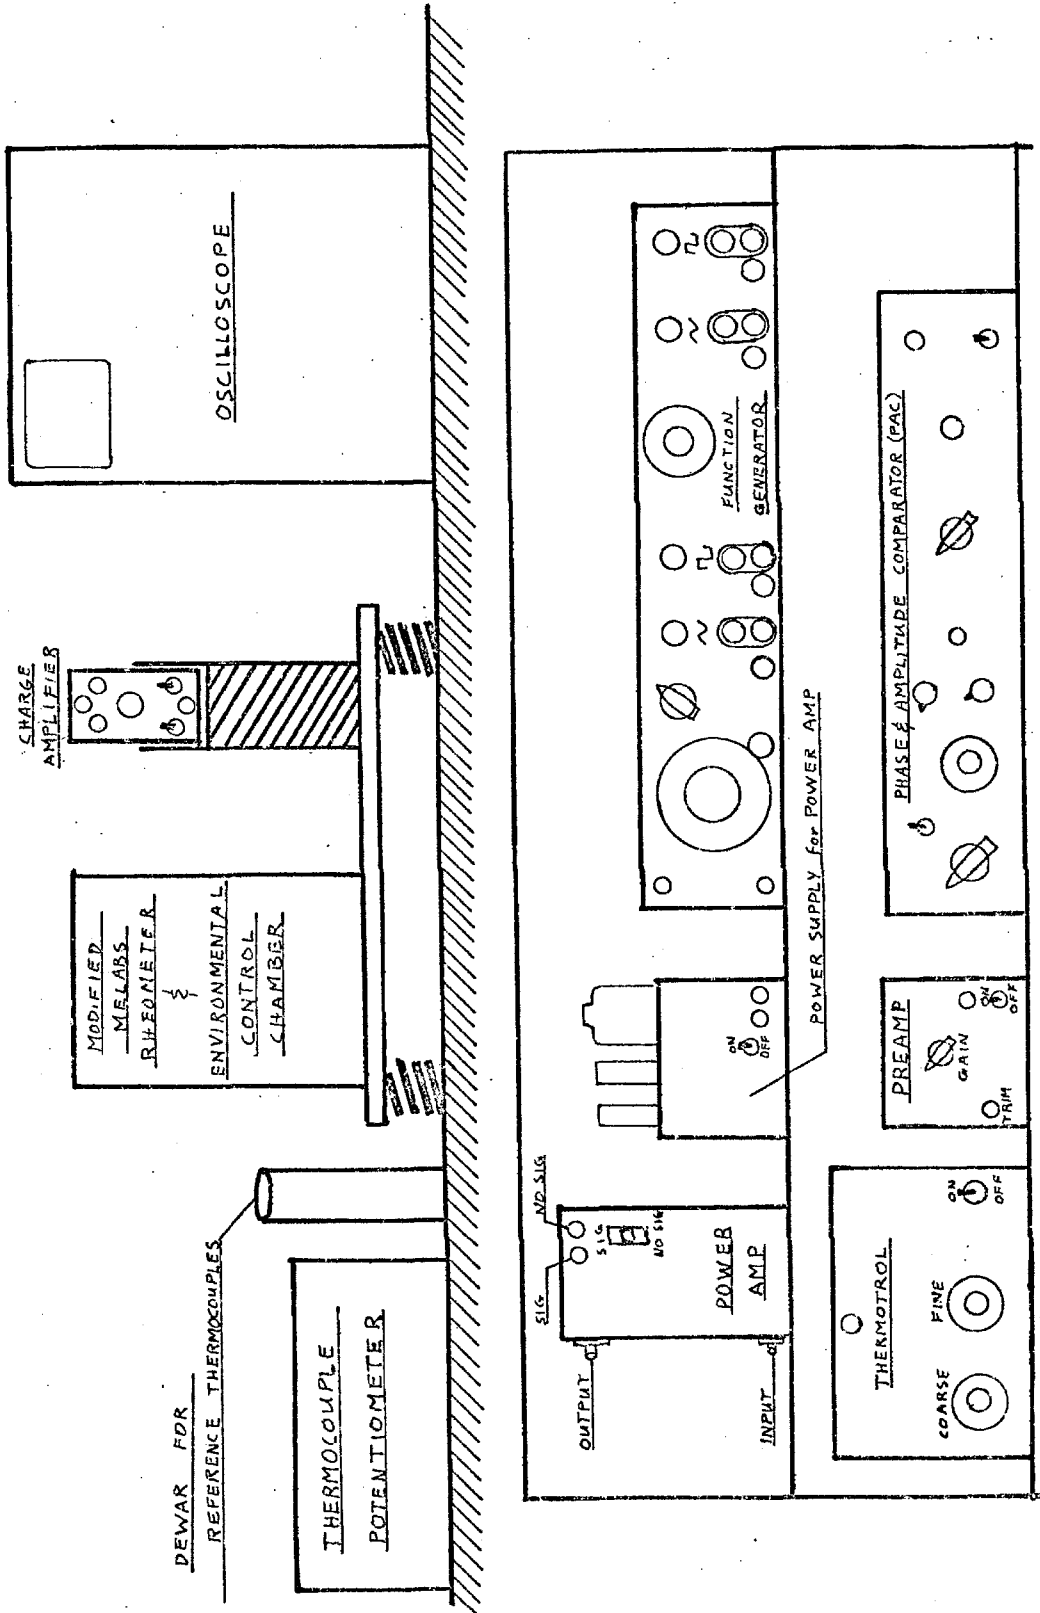 DEWAR FOR
REFERENCE THERMOCOUPLES
THERMOCOUPLE
POTENTIOMETER
MODIFIED
MELABS
RHEOMETER
&
ENVIRONMENTAL
CONTROL
CHAMBER
CHARGE
AMPLIFIER
OSCILLOSCOPE
OUTPUT
INPUT
SIG
NO SIG
SIG
NO SIG
POWER
AMP
ON
OFF
POWER SUPPLY for POWER AMP
FUNCTION
GENERATOR
THERMOTROL
COARSE
FINE
ON
OFF
PREAMP
GAIN
TRIM
ON
OFF
PHASE & AMPLITUDE COMPARATOR (PAC)